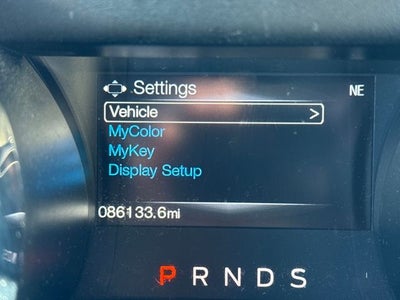 Settings NE
Vehicle >
MyColor
MyKey
Display Setup
086133.6mi
P R N D S